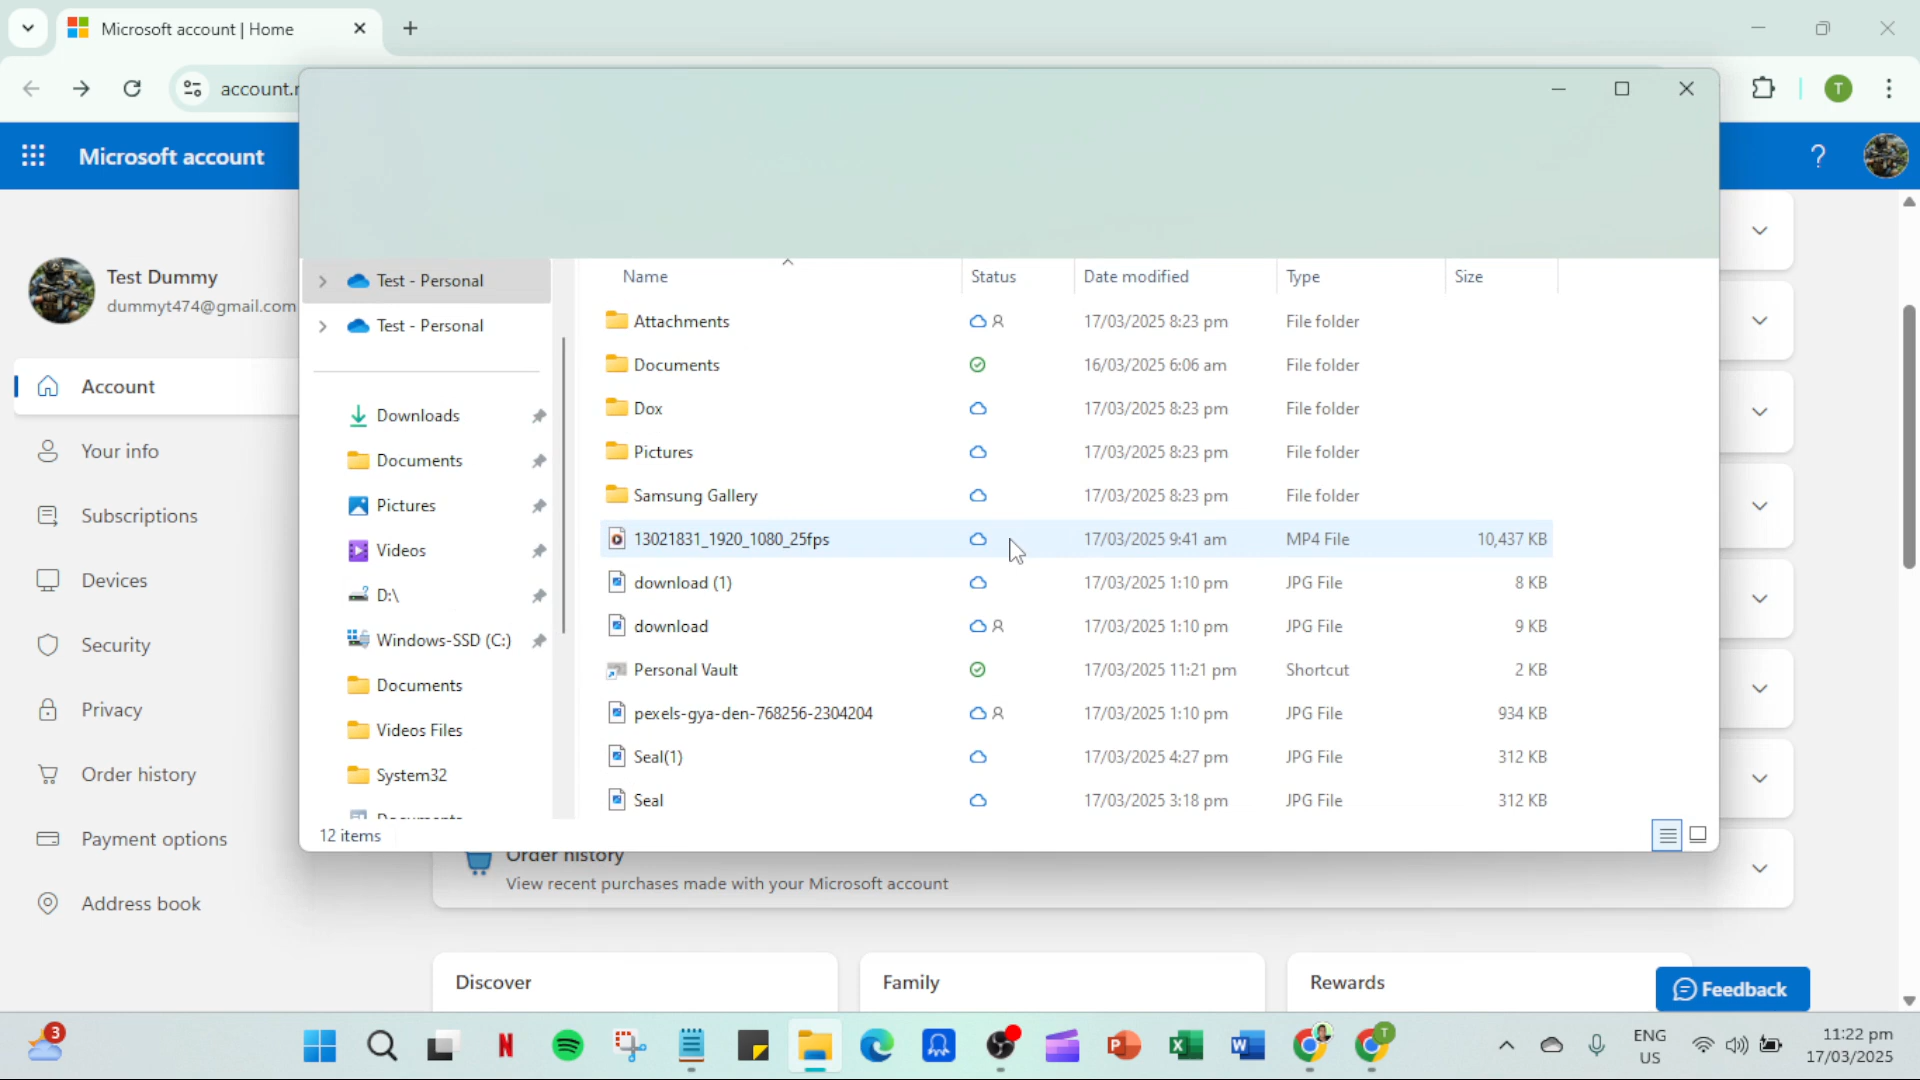 Microsoft account | Home
account.
Microsoft account
?
T
Test Dummy
dummyt474@gmail.com
Account
Your info
Subscriptions
Devices
Security
Privacy
Order history
Payment options
Address book
Test - Personal
Test - Personal
Downloads
Documents
Pictures
Videos
D:\
Windows-SSD (C:)
Documents
Videos Files
System32
Name Status Date modified Type Size
Attachments 17/03/2025 8:23 pm File folder
Documents 16/03/2025 6:06 am File folder
Dox 17/03/2025 8:23 pm File folder
Pictures 17/03/2025 8:23 pm File folder
Samsung Gallery 17/03/2025 8:23 pm File folder
13021831_1920_1080_25fps 17/03/2025 9:41 am MP4 File 10,437 KB
download (1) 17/03/2025 1:10 pm JPG File 8 KB
download 17/03/2025 1:10 pm JPG File 9 KB
Personal Vault 17/03/2025 11:21 pm Shortcut 2 KB
pexels-gya-den-768256-2304204 17/03/2025 1:10 pm JPG File 934 KB
Seal(1) 17/03/2025 4:27 pm JPG File 312 KB
Seal 17/03/2025 3:18 pm JPG File 312 KB
12 items
Order history
View recent purchases made with your Microsoft account
Discover
Family
Rewards
Feedback
3
N
P
X
W
T
ENG
US
11:22 pm
17/03/2025